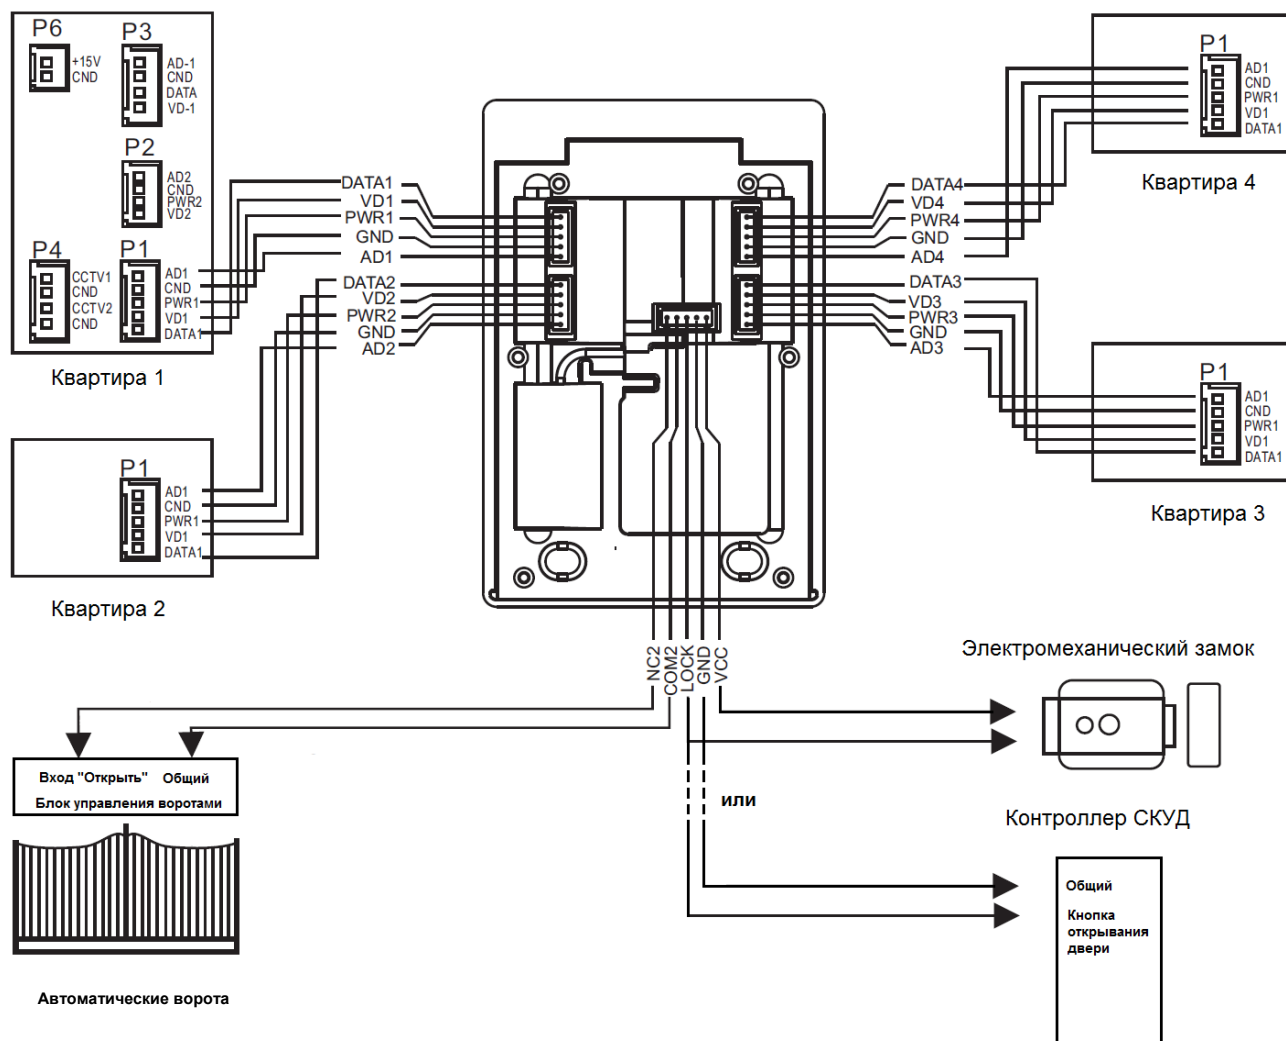 P6
+15V
CND
P3
AD-1
CND
DATA
VD-1
P2
AD2
CND
PWR2
VD2
P4
CCTV1
CND
CCTV2
CND
P1
AD1
CND
PWR1
VD1
DATA1
Квартира 1
P1
AD1
CND
PWR1
VD1
DATA1
Квартира 2
DATA1
VD1
PWR1
GND
AD1
DATA2
VD2
PWR2
GND
AD2
DATA4
VD4
PWR4
GND
AD4
DATA3
VD3
PWR3
GND
AD3
P1
AD1
CND
PWR1
VD1
DATA1
Квартира 4
P1
AD1
CND
PWR1
VD1
DATA1
Квартира 3
NC2
COM2
LOCK
GND
VCC
Электромеханический замок
или
Контроллер СКУД
Общий
Кнопка
открывания
двери
Вход "Открыть" Общий
Блок управления воротами
Автоматические ворота